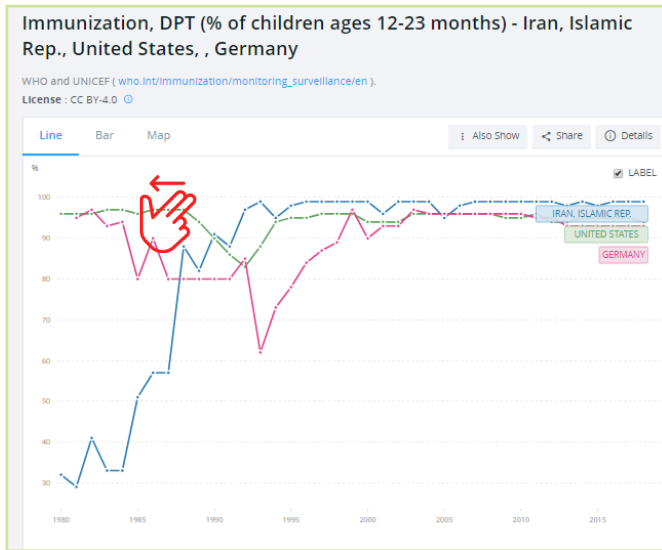 Immunization, DPT (% of children ages 12-23 months) - Iran, Islamic
Rep., United States, , Germany
WHO and UNICEF ( who.int/immunization/monitoring_surveillance/en ).
License : CC BY-4.0
Line Bar Map Also Show Share Details
%
LABEL
100
IRAN, ISLAMIC REP.
UNITED STATES
90
GERMANY
80
70
60
50
40
30
1980 1985 1990 1995 2000 2005 2010 2015